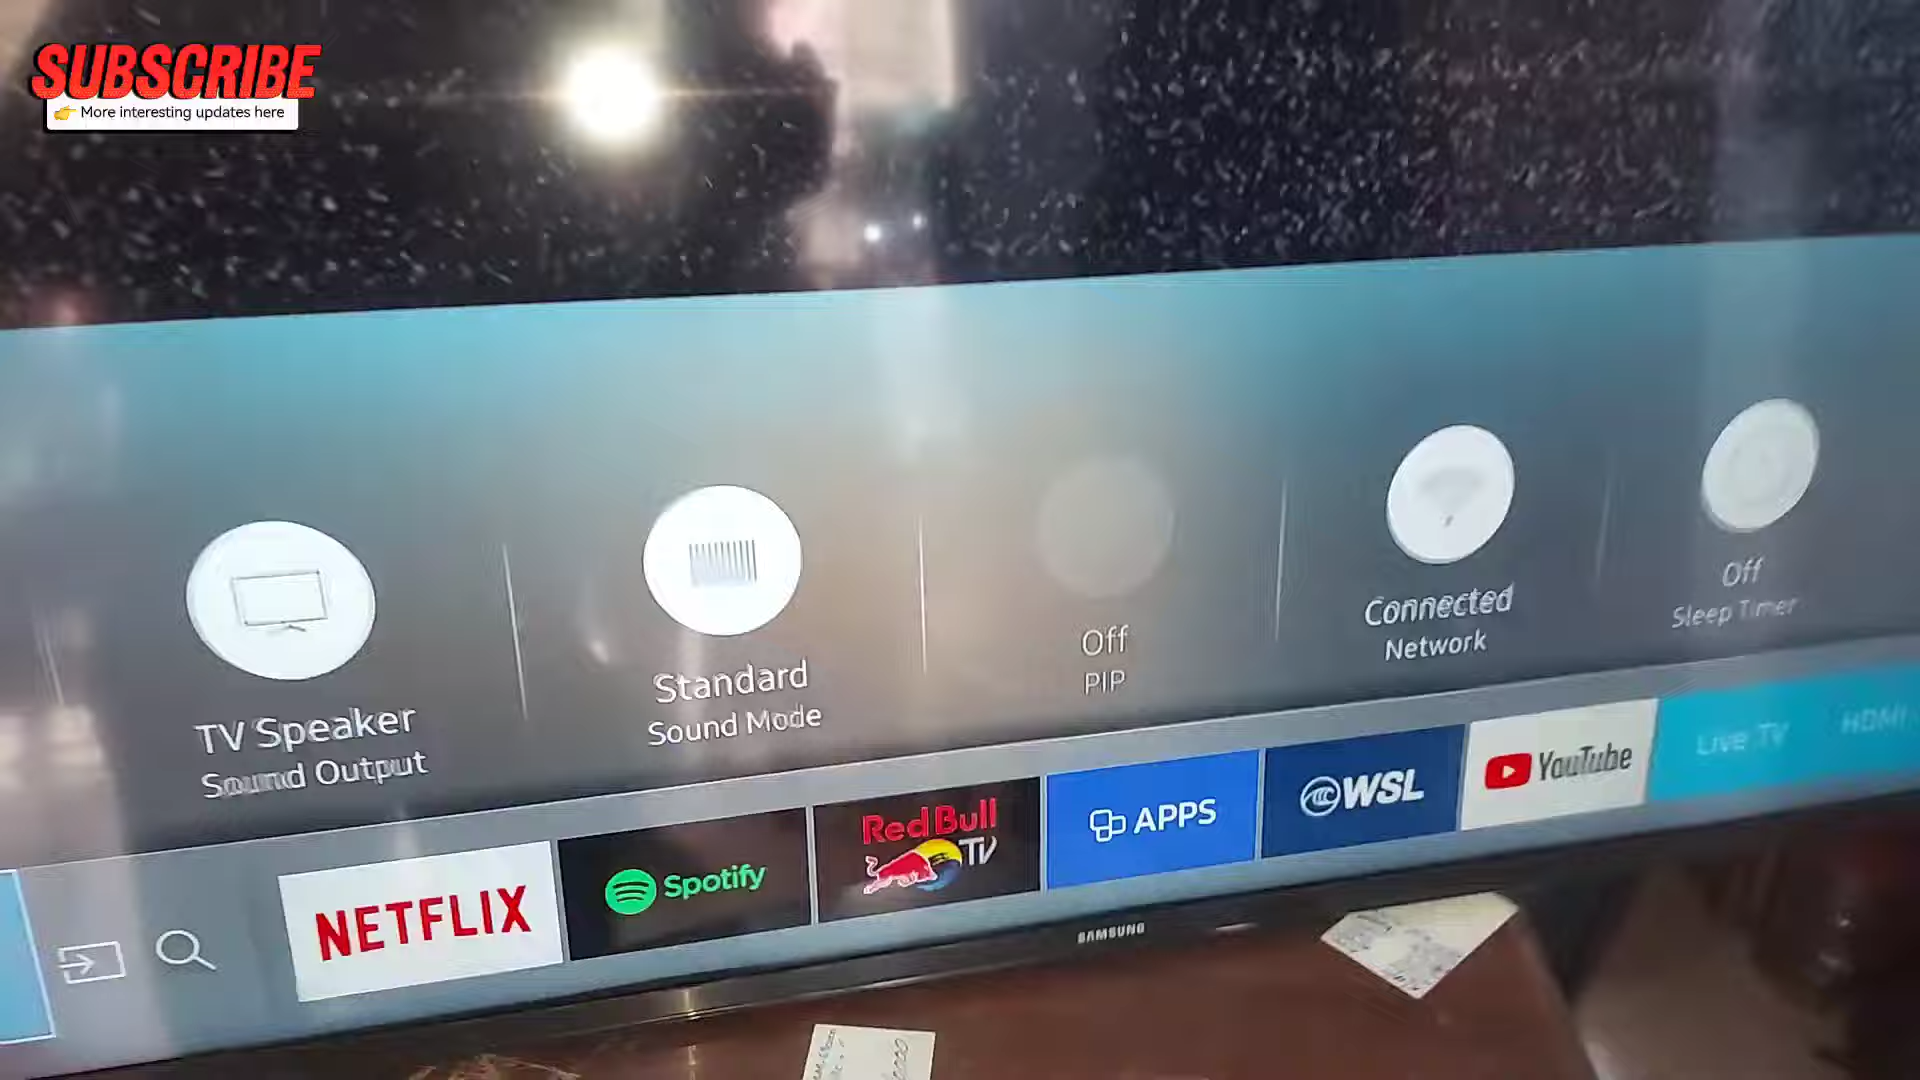 SUBSCRIBE
👉 More interesting updates here
TV Speaker
Sound Output
Standard
Sound Mode
Off
PIP
Connected
Network
Off
Sleep Timer
NETFLIX
Spotify
Red Bull
TV
APPS
WSL
YouTube
Live TV
HDMI
SAMSUNG